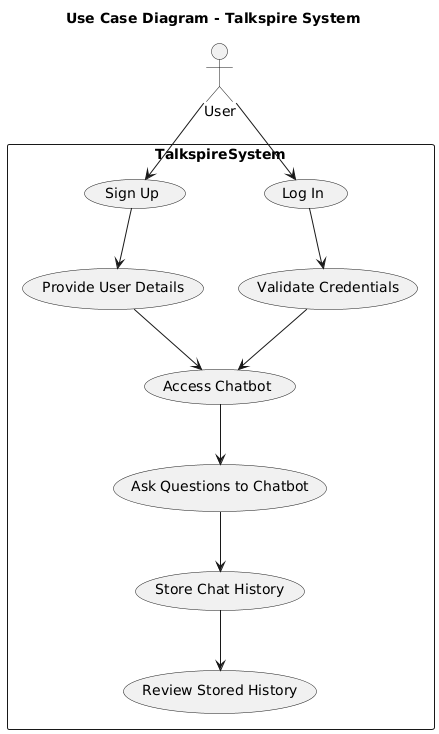 Use Case Diagram - Talkspire System
User
TalkspireSystem
Sign Up
Log In
Provide User Details
Validate Credentials
Access Chatbot
Ask Questions to Chatbot
Store Chat History
Review Stored History